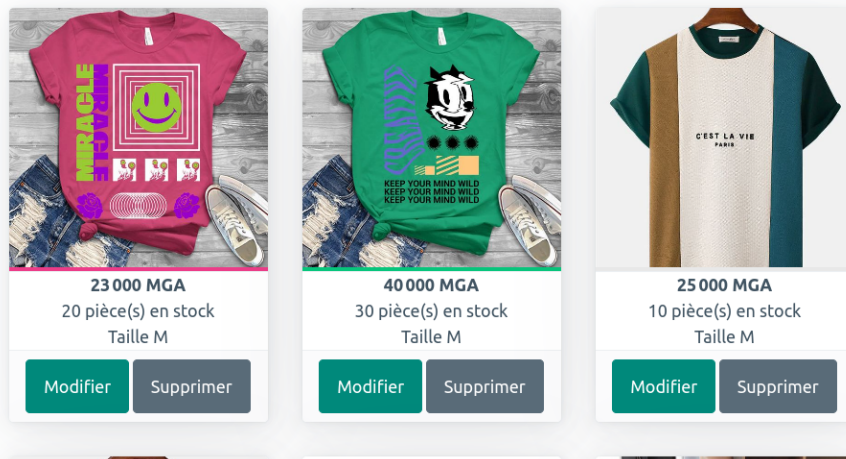 MIRACLE
MIRACLE
KEEP YOUR MIND WILD
KEEP YOUR MIND WILD
KEEP YOUR MIND WILD
C'EST LA VIE
PARIS
23 000 MGA
20 pièce(s) en stock
Taille M
Modifier
Supprimer
40 000 MGA
30 pièce(s) en stock
Taille M
Modifier
Supprimer
25 000 MGA
10 pièce(s) en stock
Taille M
Modifier
Supprimer